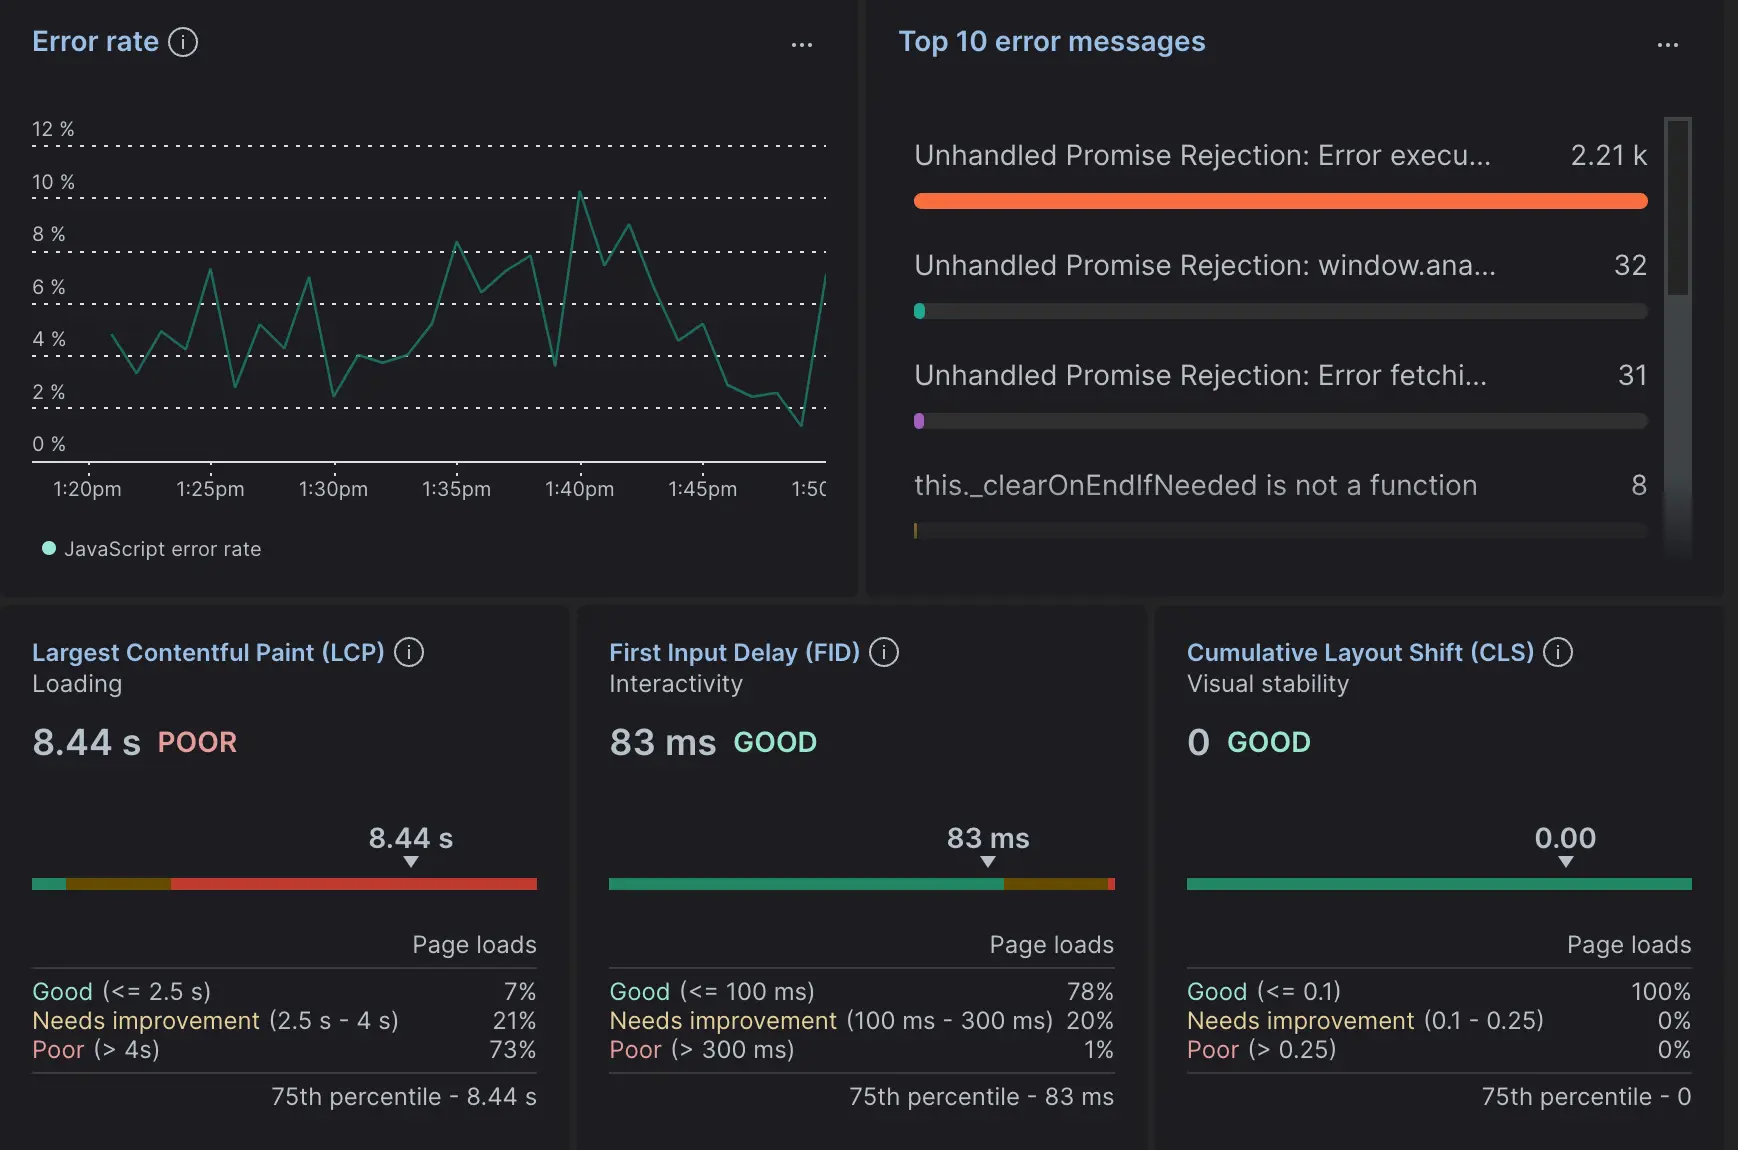 Error rate
Top 10 error messages
12 %
10 %
8 %
6 %
4 %
2 %
0 %
1:20pm 1:25pm 1:30pm 1:35pm 1:40pm 1:45pm 1:50
JavaScript error rate
Unhandled Promise Rejection: Error execu... 2.21 k
Unhandled Promise Rejection: window.ana... 32
Unhandled Promise Rejection: Error fetchi... 31
this._clearOnEndIfNeeded is not a function 8
Largest Contentful Paint (LCP)
Loading
8.44 s POOR
8.44 s
Page loads
Good (<= 2.5 s) 7%
Needs improvement (2.5 s - 4 s) 21%
Poor (> 4s) 73%
75th percentile - 8.44 s
First Input Delay (FID)
Interactivity
83 ms GOOD
83 ms
Page loads
Good (<= 100 ms) 78%
Needs improvement (100 ms - 300 ms) 20%
Poor (> 300 ms) 1%
75th percentile - 83 ms
Cumulative Layout Shift (CLS)
Visual stability
0 GOOD
0.00
Page loads
Good (<= 0.1) 100%
Needs improvement (0.1 - 0.25) 0%
Poor (> 0.25) 0%
75th percentile - 0